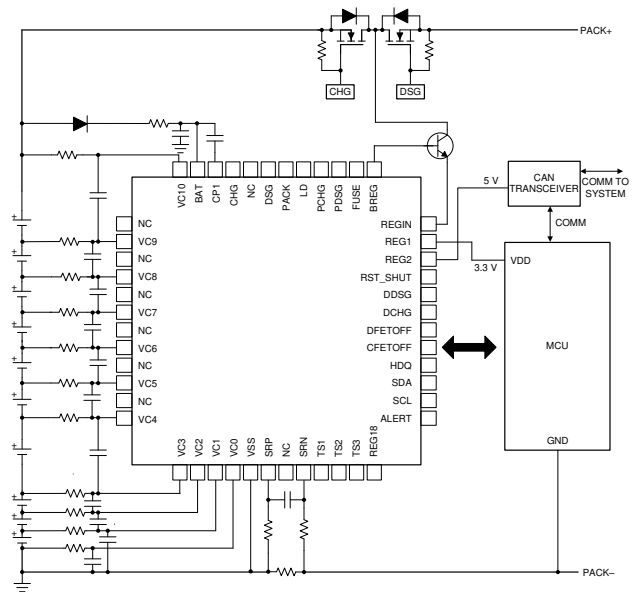 PACK+
CHG
DSG
VC10
BAT
CP1
CHG
NC
DSG
PACK
LD
PCHG
PDSG
FUSE
BREG
5 V
CAN
TRANSCEIVER
COMM TO
SYSTEM
COMM
NC
VC9
NC
VC8
NC
VC7
NC
VC6
NC
VC5
NC
VC4
REGIN
REG1
REG2
RST_SHUT
DDSG
DCHG
DFETOFF
CFETOFF
HDQ
SDA
SCL
ALERT
3.3 V
VDD
MCU
GND
VC3
VC2
VC1
VC0
VSS
SRP
NC
SRN
TS1
TS2
TS3
REG18
+
+
+
+
+
+
+
+
+
+
PACK–